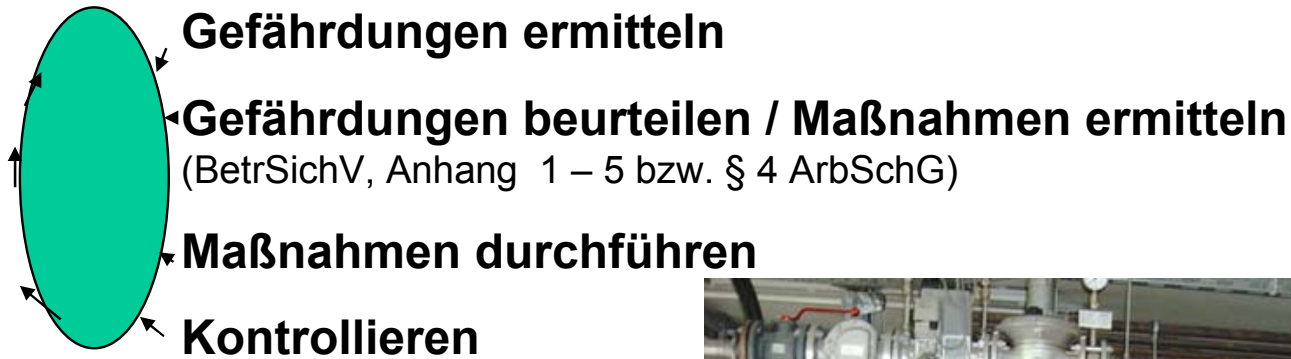 Gefährdungen ermitteln
Gefährdungen beurteilen / Maßnahmen ermitteln
(BetrSichV, Anhang  1 – 5 bzw. § 4 ArbSchG)
Maßnahmen durchführen
Kontrollieren